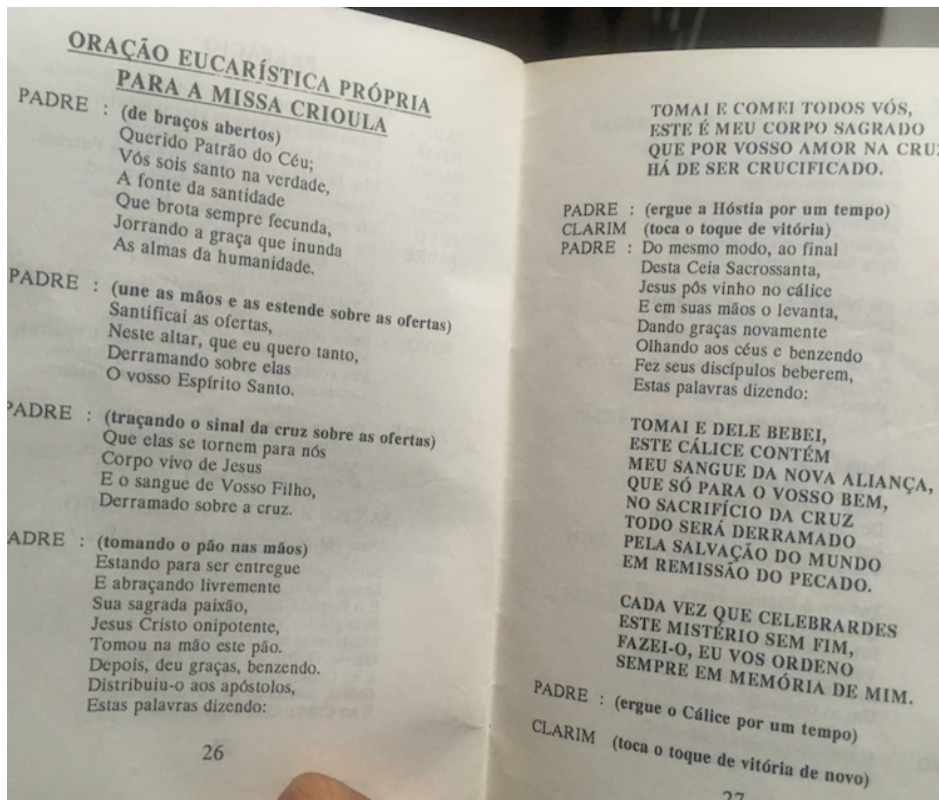 ORAÇÃO EUCARÍSTICA PRÓPRIA
PARA A MISSA CRIOULA
PADRE : (de braços abertos)
Querido Patrão do Céu;
Vós sois santo na verdade,
A fonte da santidade
Que brota sempre fecunda,
Jorrando a graça que inunda
As almas da humanidade.
PADRE : (une as mãos e as estende sobre as ofertas)
Santificai as ofertas,
Neste altar, que eu quero tanto,
Derramando sobre elas
O vosso Espírito Santo.
PADRE : (traçando o sinal da cruz sobre as ofertas)
Que elas se tornem para nós
Corpo vivo de Jesus
E o sangue de Vosso Filho,
Derramado sobre a cruz.
ADRE : (tomando o pão nas mãos)
Estando para ser entregue
E abraçando livremente
Sua sagrada paixão,
Jesus Cristo onipotente,
Tomou na mão este pão.
Depois, deu graças, benzendo.
Distribuiu-o aos apóstolos,
Estas palavras dizendo:
26
TOMAI E COMEI TODOS VÓS,
ESTE É MEU CORPO SAGRADO
QUE POR VOSSO AMOR NA CRUZ
HÁ DE SER CRUCIFICADO.
PADRE : (ergue a Hóstia por um tempo)
CLARIM (toca o toque de vitória)
PADRE : Do mesmo modo, ao final
Desta Ceia Sacrossanta,
Jesus pôs vinho no cálice
E em suas mãos o levanta,
Dando graças novamente
Olhando aos céus e benzendo
Fez seus discípulos beberem,
Estas palavras dizendo:
TOMAI E DELE BEBEI,
ESTE CÁLICE CONTÉM
MEU SANGUE DA NOVA ALIANÇA,
QUE SÓ PARA O VOSSO BEM,
NO SACRIFÍCIO DA CRUZ
TODO SERÁ DERRAMADO
PELA SALVAÇÃO DO MUNDO
EM REMISSÃO DO PECADO.
CADA VEZ QUE CELEBRARDES
ESTE MISTÉRIO SEM FIM,
FAZEI-O, EU VOS ORDENO
SEMPRE EM MEMÓRIA DE MIM.
PADRE : (ergue o Cálice por um tempo)
CLARIM (toca o toque de vitória de novo)
27